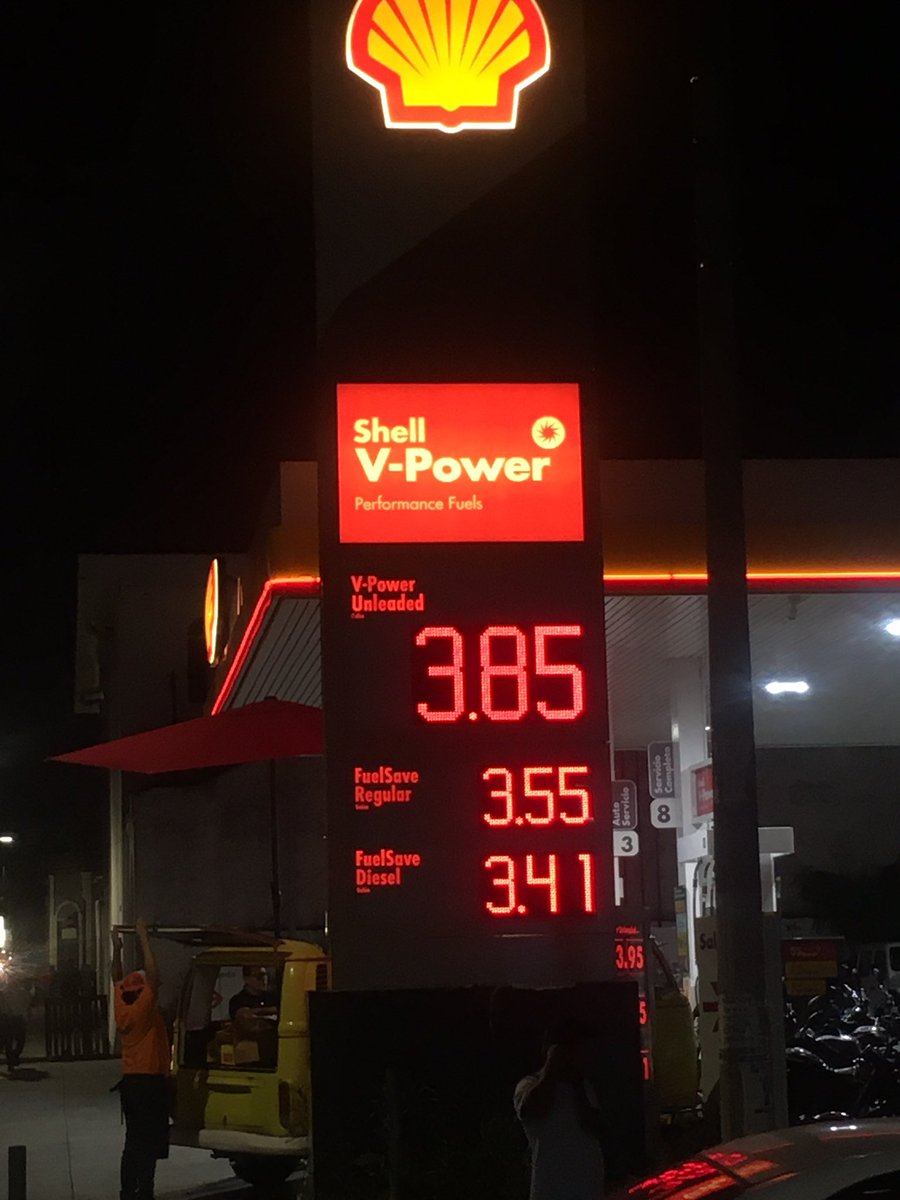 Shell
V-Power
Performance Fuels
V-Power
Unleaded
3.85
FuelSave
Regular
3.55
FuelSave
Diesel
3.41
Auto
Servicio
3
Servicio
Completo
8
3.95